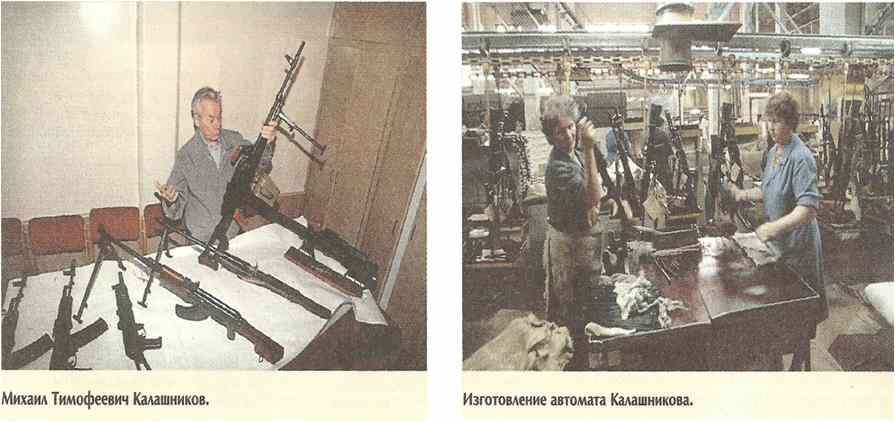 Михаил Тимофеевич Калашников.
Изготовление автомата Калашникова.